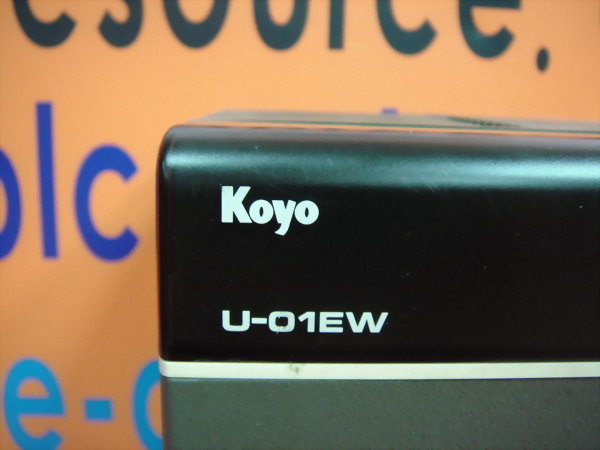 esource.
plc
Koyo
U-01EW
e-